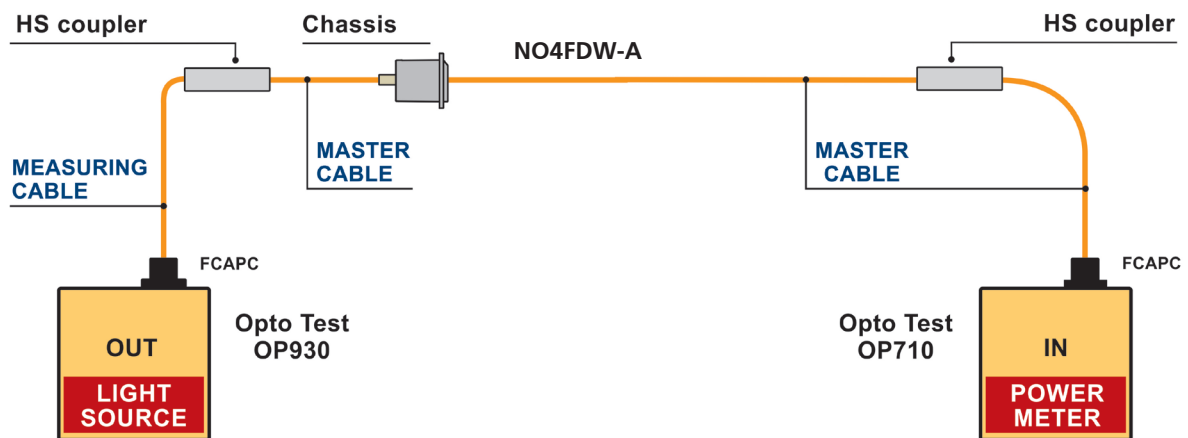 HS coupler
Chassis
NO4FDW-A
HS coupler
MEASURING
CABLE
MASTER
CABLE
MASTER
CABLE
FCAPC
FCAPC
Opto Test
OP930
Opto Test
OP710
OUT
LIGHT
SOURCE
IN
POWER
METER